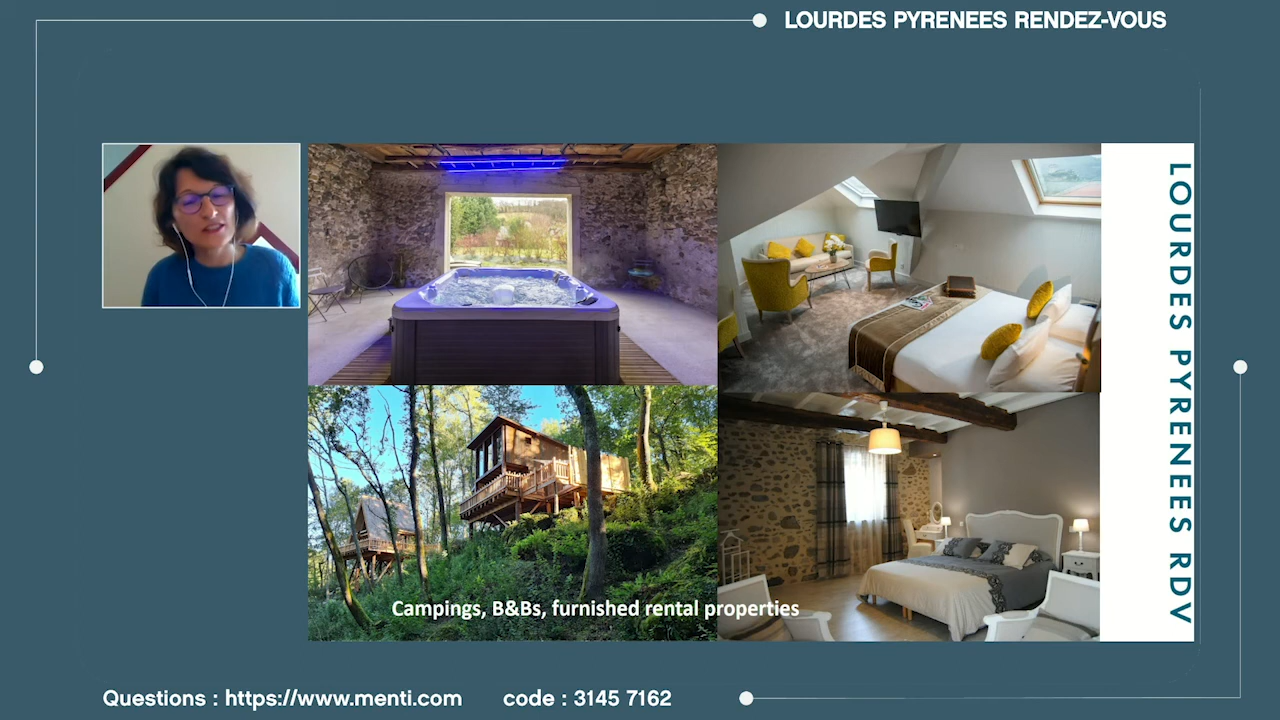 LOURDES PYRENEES RENDEZ-VOUS
LOURDES PYRENEES RDV
Campings, B&Bs, furnished rental properties
Questions : https://www.menti.com code : 3145 7162